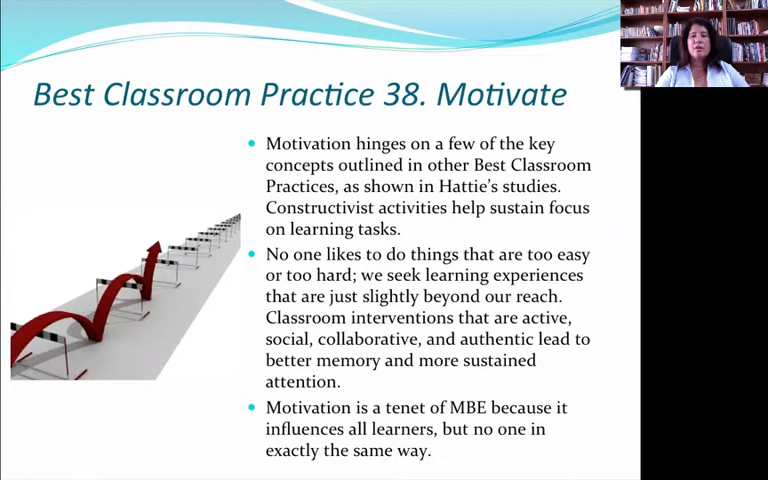 Best Classroom Practice 38. Motivate
• Motivation hinges on a few of the key
concepts outlined in other Best Classroom
Practices, as shown in Hattie's studies.
Constructivist activities help sustain focus
on learning tasks.
• No one likes to do things that are too easy
or too hard; we seek learning experiences
that are just slightly beyond our reach.
Classroom interventions that are active,
social, collaborative, and authentic lead to
better memory and more sustained
attention.
• Motivation is a tenet of MBE because it
influences all learners, but no one in
exactly the same way.